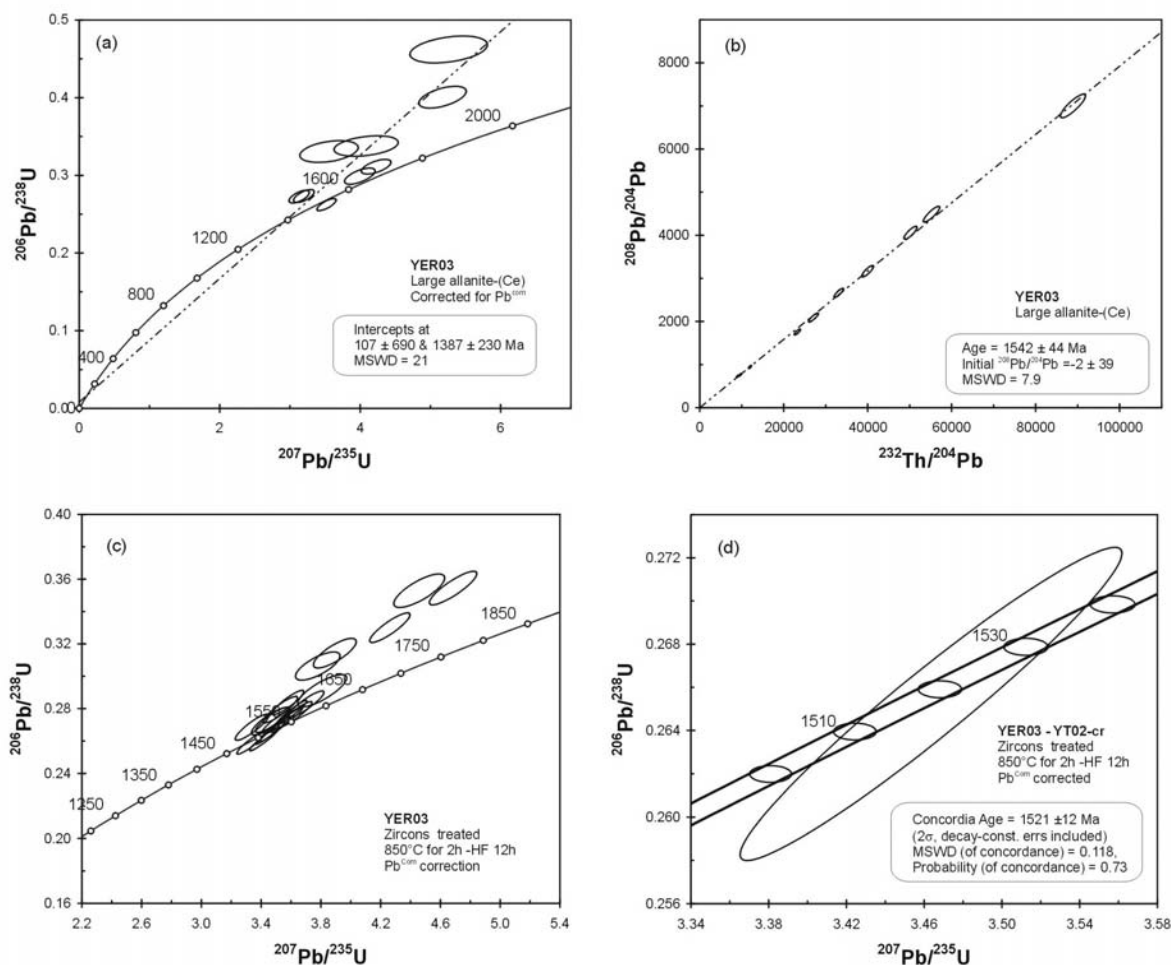 (a)
0.5
0.4
0.3
0.2
0.1
0.0
0
400
800
1200
1600
2000
0
2
4
6
²⁰⁶Pb/²³⁸U
²⁰⁷Pb/²³⁵U
YER03
Large allanite-(Ce)
Corrected for Pbᶜᵒᵐ
Intercepts at
107 ± 690 & 1387 ± 230 Ma
MSWD = 21
(b)
8000
6000
4000
2000
0
0
20000
40000
60000
80000
100000
²⁰⁸Pb/²⁰⁴Pb
²³²Th/²⁰⁴Pb
YER03
Large allanite-(Ce)
Age = 1542 ± 44 Ma
Initial ²⁰⁸Pb/²⁰⁴Pb =-2 ± 39
MSWD = 7.9
(c)
0.40
0.36
0.32
0.28
0.24
0.20
0.16
1250
1350
1450
1550
1650
1750
1850
2.2
2.6
3.0
3.4
3.8
4.2
4.6
5.0
5.4
²⁰⁶Pb/²³⁸U
²⁰⁷Pb/²³⁵U
YER03
Zircons treated
850°C for 2h -HF 12h
Pbᶜᵒᵐ correction
(d)
0.272
0.268
0.264
0.260
0.256
1510
1530
3.34
3.38
3.42
3.46
3.50
3.54
3.58
²⁰⁶Pb/²³⁸U
²⁰⁷Pb/²³⁵U
YER03 - YT02-cr
Zircons treated
850°C for 2h -HF 12h
Pbᶜᵒᵐ corrected
Concordia Age = 1521 ±12 Ma
(2σ, decay-const. errs included)
MSWD (of concordance) = 0.118,
Probability (of concordance) = 0.73